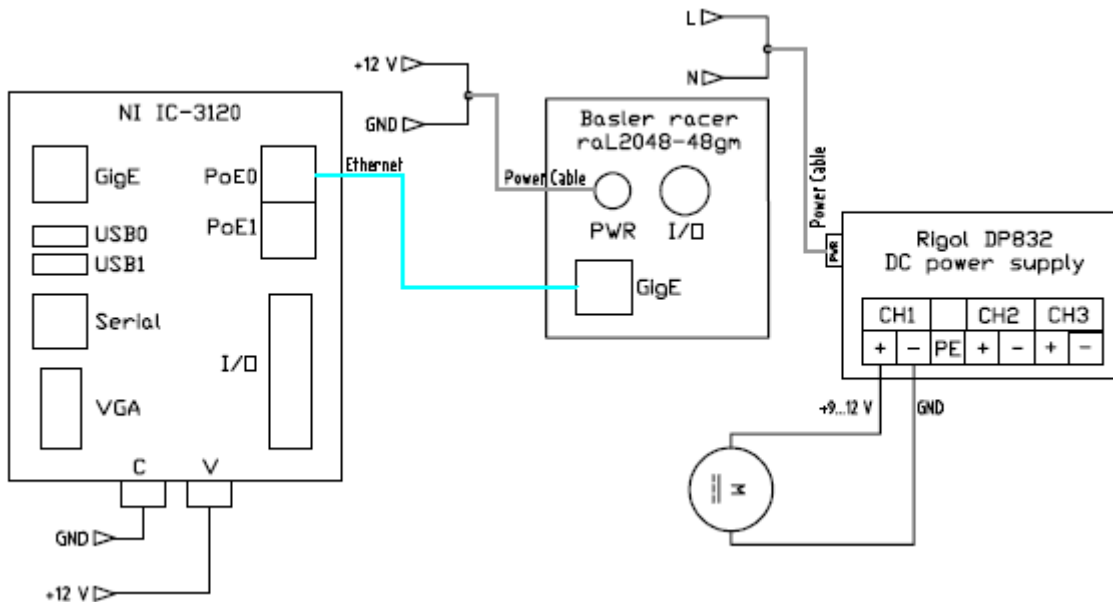 NI IC-3120
GigE
PoE0
PoE1
USB0
USB1
Serial
I/O
VGA
C
V
GND
+12 V
+12 V
GND
Ethernet
Power Cable
Basler racer
raL2048-48gm
PWR
I/O
GigE
L
N
Power Cable
PWR
Rigol DP832
DC power supply
CH1 CH2 CH3
+ - PE + - + -
+9...12 V
GND
M